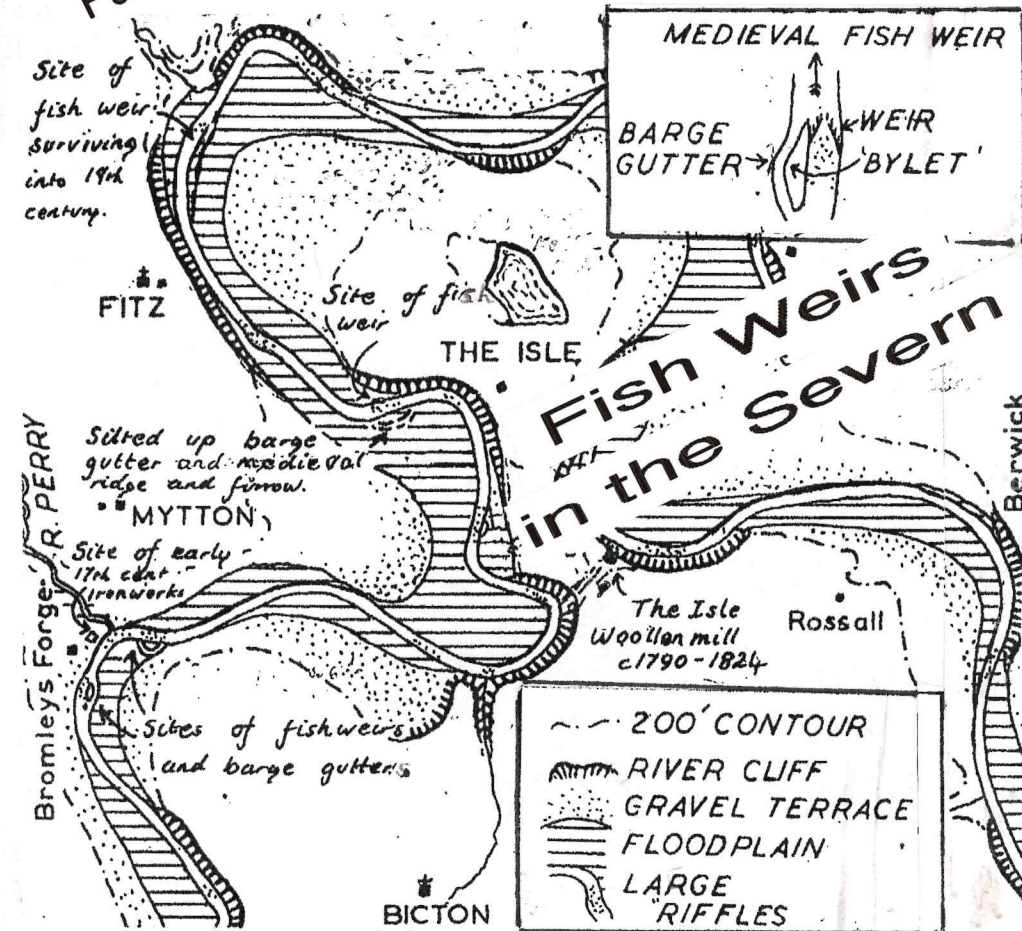 Site of
fish weir
surviving
into 19th
century.
MEDIEVAL FISH WEIR
BARGE
GUTTER
WEIR
'BYLET'
FITZ
Site of fish
weir
THE ISLE
Fish Weirs
in the Severn
Silted up barge
gutter and medieval
ridge and furrow.
MYTTON
R. PERRY
Berwick
Site of early
17th cent
Ironworks
Bromleys Forge
The Isle
Woollen mill
c1790-1824
Rossall
Sites of fishweirs
and barge gutters
200' CONTOUR
RIVER CLIFF
GRAVEL TERRACE
FLOODPLAIN
LARGE
RIFFLES
BICTON